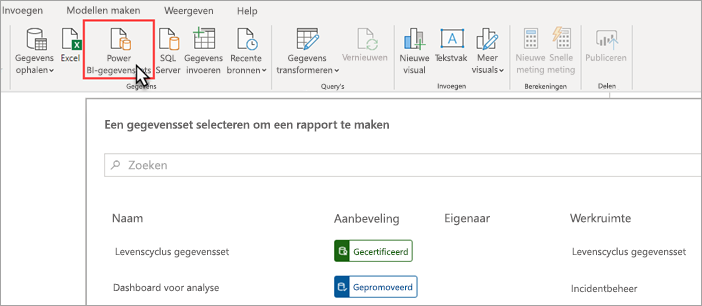 Invoegen Modellen maken Weergeven Help
Gegevens ophalen
Excel
Power
SQL Server
Gegevens invoeren
Recente bronnen
Gegevens transformeren
Vernieuwen
Nieuwe visual
Tekstvak
Meer visuals
Nieuwe meting
Snelle meting
Publiceren
Gegevens Query's Invoegen Berekeningen Delen
Een gegevensset selecteren om een rapport te maken
Zoeken
Naam Aanbeveling Eigenaar Werkruimte
Levenscyclus gegevensset Gecertificeerd Levenscyclus gegevensset
Dashboard voor analyse Gepromoveerd Incidentbeheer